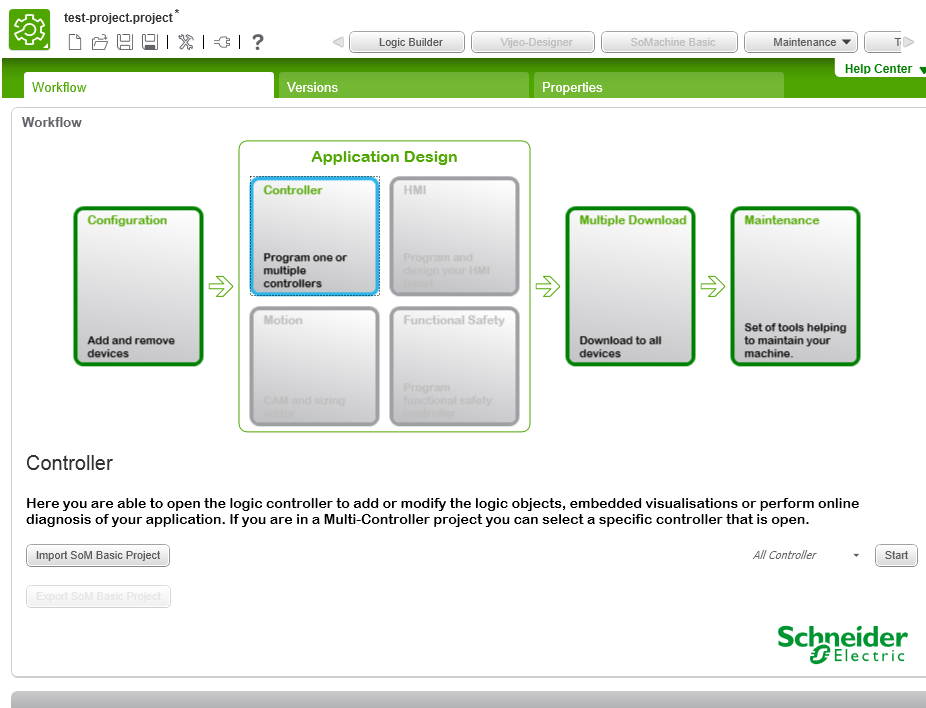 test-project.project*
?
Logic Builder
Vijeo-Designer
SoMachine Basic
Maintenance
Help Center
Workflow
Versions
Properties
Workflow
Application Design
Configuration
Add and remove
devices
Controller
Program one or
multiple
controllers
HMI
Program and
design your HMI
Motion
CAM and sizing
Functional Safety
Program
functional safety
controller
Multiple Download
Download to all
devices
Maintenance
Set of tools helping
to maintain your
machine.
Controller
Here you are able to open the logic controller to add or modify the logic objects, embedded visualisations or perform online
diagnosis of your application. If you are in a Multi-Controller project you can select a specific controller that is open.
Import SoM Basic Project
All Controller
Start
Export SoM Basic Project
Schneider
Electric